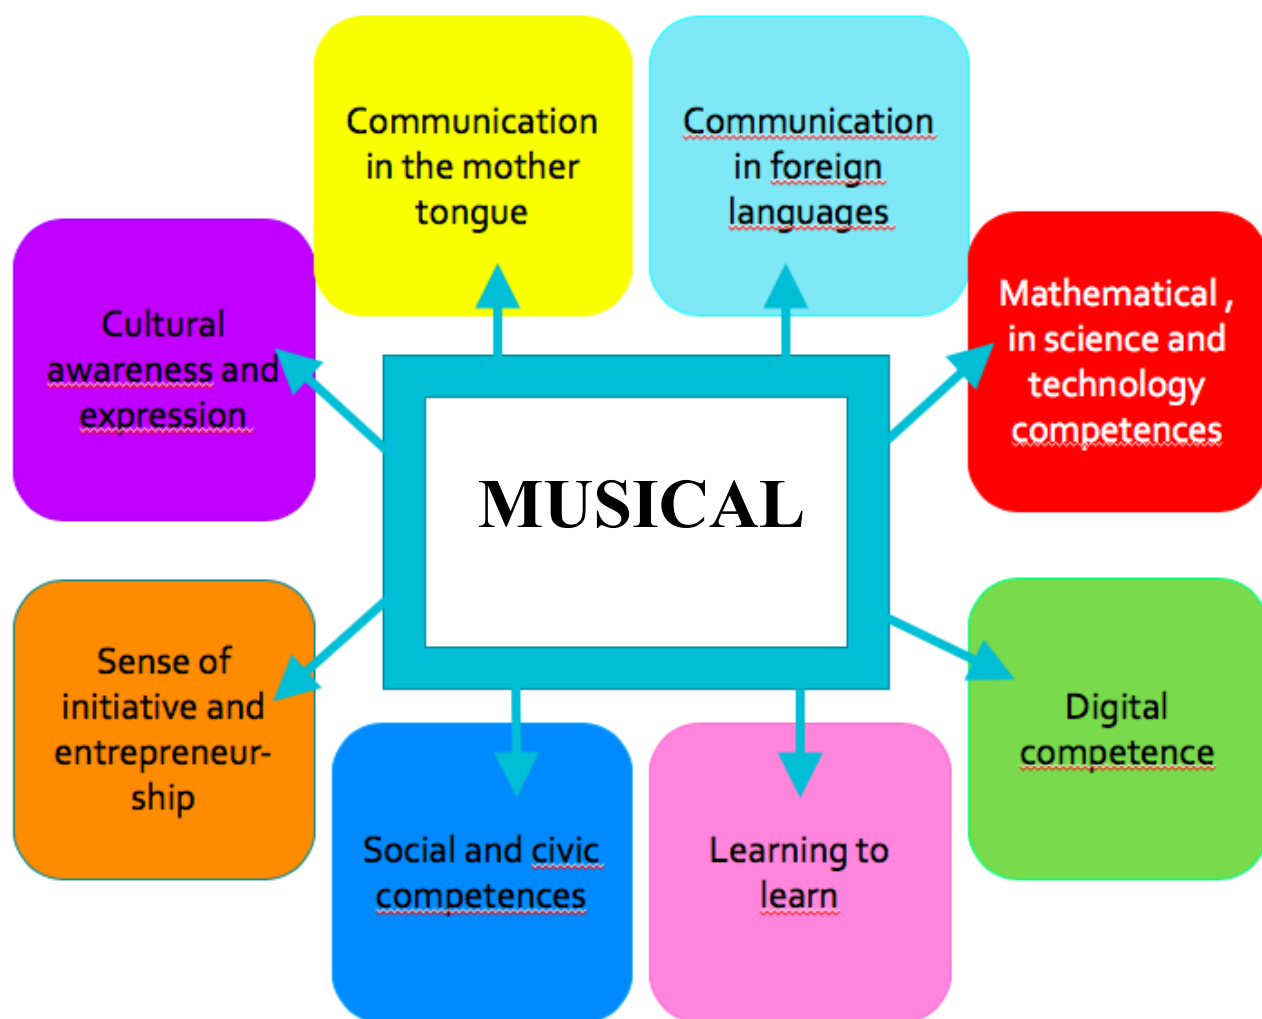 Communication
in the mother
tongue
Communication
in foreign
languages
Cultural
awareness and
expression
Mathematical ,
in science and
technology
competences
MUSICAL
Sense of
initiative and
entrepreneur-
ship
Digital
competence
Social and civic
competences
Learning to
learn